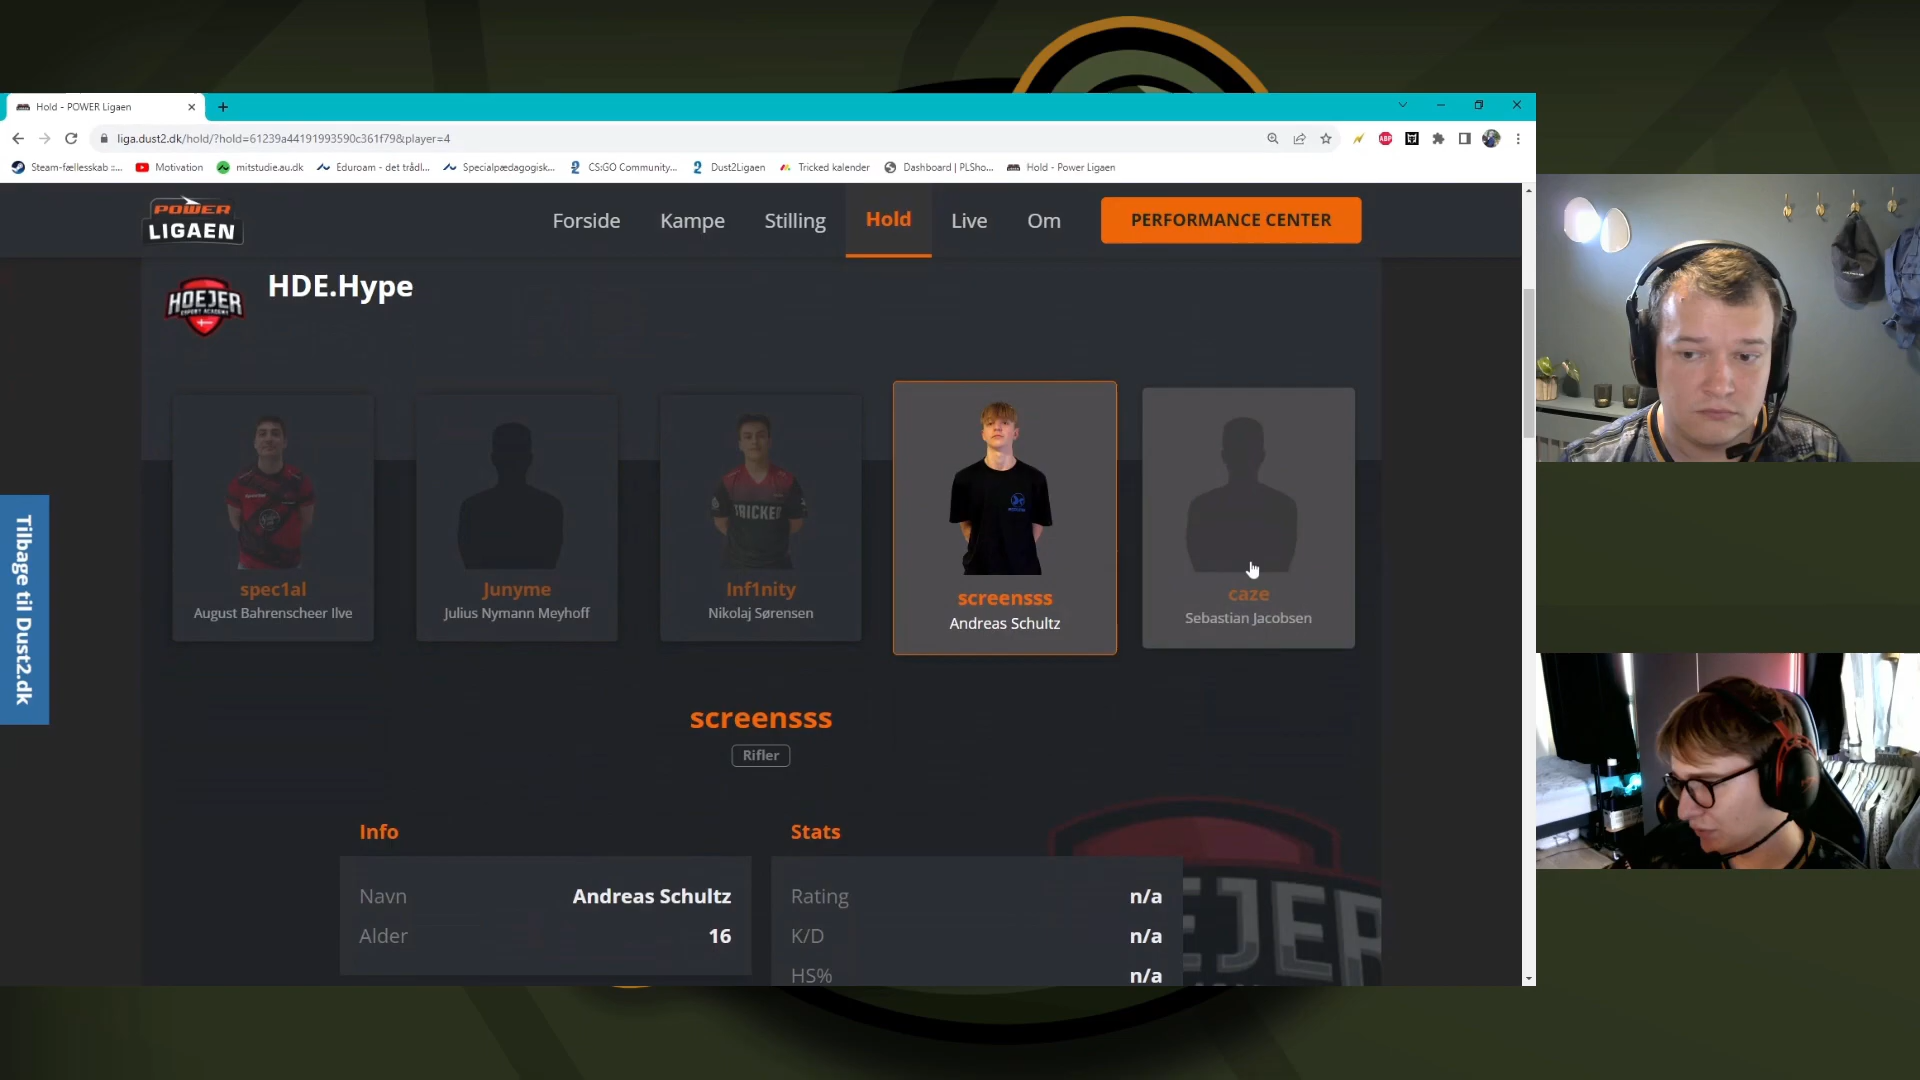 Hold - POWER Ligaen
liga.dust2.dk/hold/?hold=61239a44191993590c361f79&player=4
Steam-fællesskab ::...
Motivation
mitstudie.au.dk
Eduroam - det trådl...
Specialpædagogisk...
CS:GO Community...
Dust2Ligaen
Tricked kalender
Dashboard | PLSho...
Hold - Power Ligaen
POWER
LIGAEN
Forside
Kampe
Stilling
Hold
Live
Om
PERFORMANCE CENTER
HOEJER
ESPORT ACADEMY
HDE.Hype
TRICKED
spec1al
August Bahrenscheer Ilve
Junyme
Julius Nymann Meyhoff
Inf1nity
Nikolaj Sørensen
screensss
Andreas Schultz
caze
Sebastian Jacobsen
Tilbage til Dust2.dk
screensss
Rifler
Info
Navn
Andreas Schultz
Alder
16
Stats
Rating
n/a
K/D
n/a
HS%
n/a
EJER